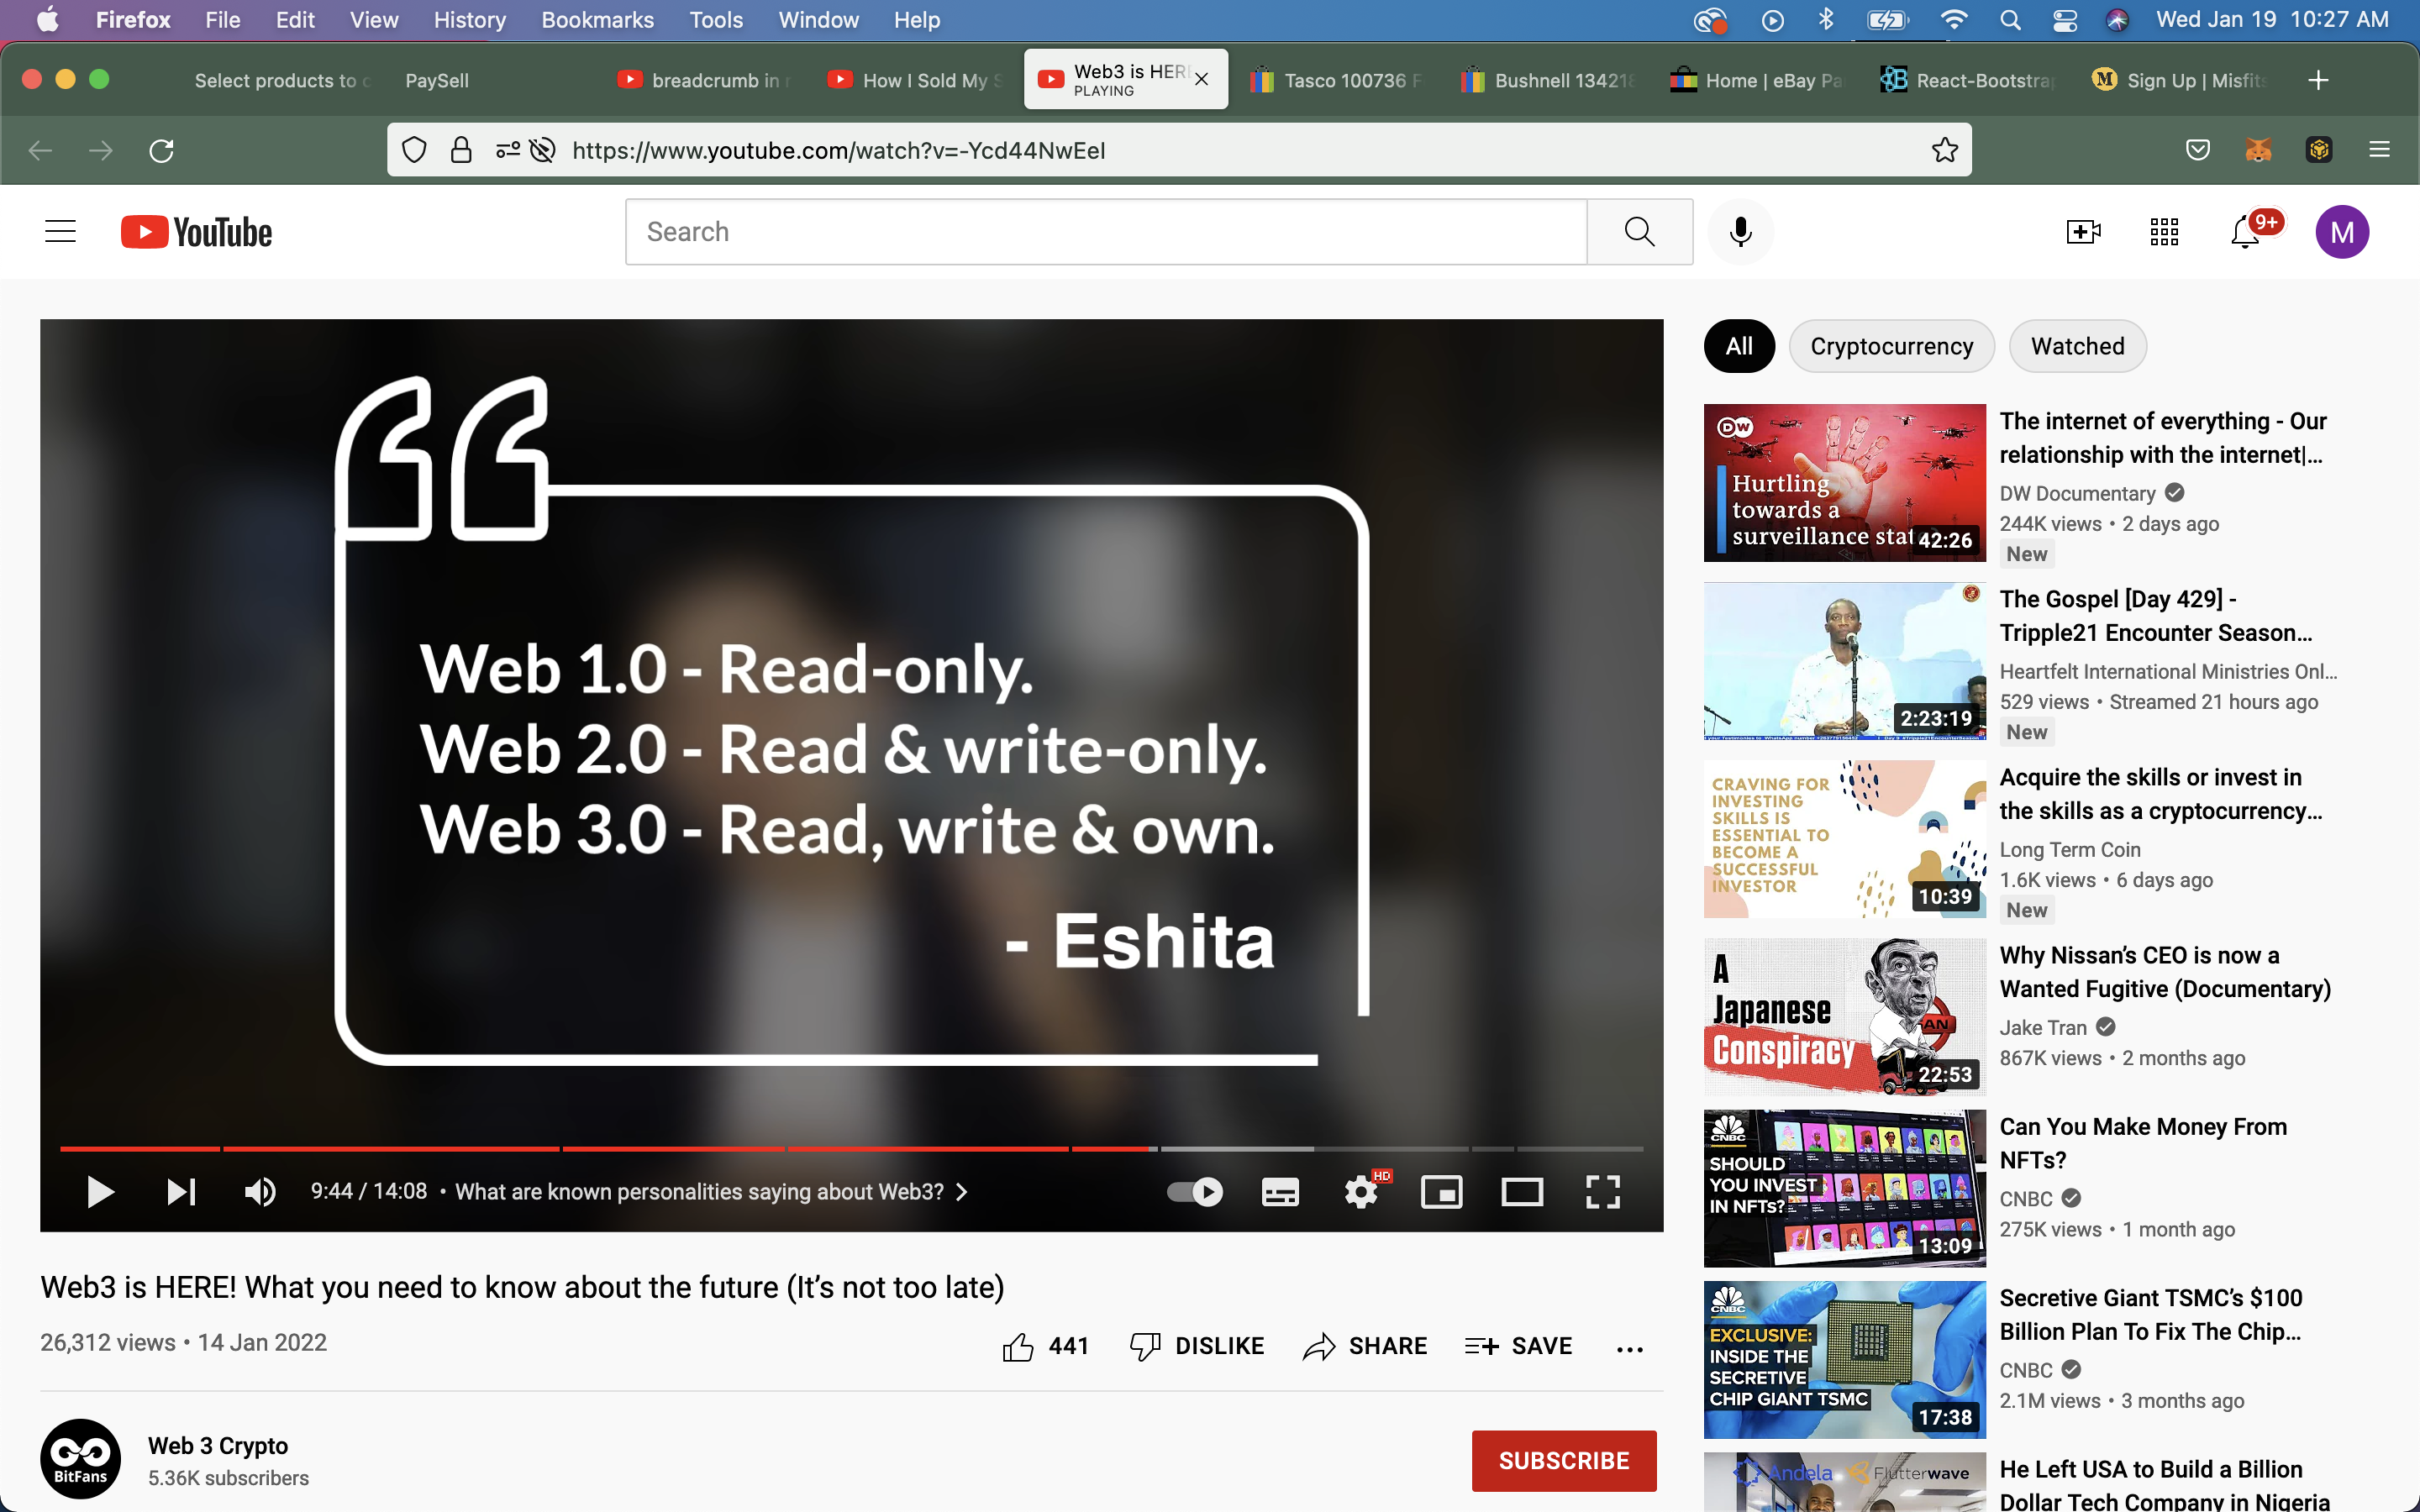 Firefox File Edit View History Bookmarks Tools Window Help
Wed Jan 19 10:27 AM
Select products to
PaySell
breadcrumb in
How I Sold My
Web3 is HER
PLAYING
Tasco 100736
Bushnell 134218
Home | eBay Pa
React-Bootstra
Sign Up | Misfits
https://www.youtube.com/watch?v=-Ycd44NwEeI
YouTube
Search
9+
M
Web 1.0 - Read-only.
Web 2.0 - Read & write-only.
Web 3.0 - Read, write & own.
- Eshita
9:44 / 14:08 • What are known personalities saying about Web3?
HD
Web3 is HERE! What you need to know about the future (It’s not too late)
26,312 views • 14 Jan 2022
441 DISLIKE SHARE SAVE
BitFans
Web 3 Crypto
5.36K subscribers
SUBSCRIBE
All Cryptocurrency Watched
DW
Hurtling
towards a
surveillance stat
42:26
The internet of everything - Our
relationship with the internet|...
DW Documentary
244K views • 2 days ago
New
2:23:19
The Gospel [Day 429] -
Tripple21 Encounter Season...
Heartfelt International Ministries Onl...
529 views • Streamed 21 hours ago
New
CRAVING FOR
INVESTING
SKILLS IS
ESSENTIAL TO
BECOME A
SUCCESSFUL
INVESTOR
10:39
Acquire the skills or invest in
the skills as a cryptocurrency...
Long Term Coin
1.6K views • 6 days ago
New
A
Japanese
Conspiracy
AN
22:53
Why Nissan’s CEO is now a
Wanted Fugitive (Documentary)
Jake Tran
867K views • 2 months ago
CNBC
SHOULD
YOU INVEST
IN NFTs?
13:09
Can You Make Money From
NFTs?
CNBC
275K views • 1 month ago
CNBC
EXCLUSIVE:
INSIDE THE
SECRETIVE
CHIP GIANT TSMC
17:38
Secretive Giant TSMC’s $100
Billion Plan To Fix The Chip...
CNBC
2.1M views • 3 months ago
Andela Flutterwave
He Left USA to Build a Billion
Dollar Tech Company in Nigeria